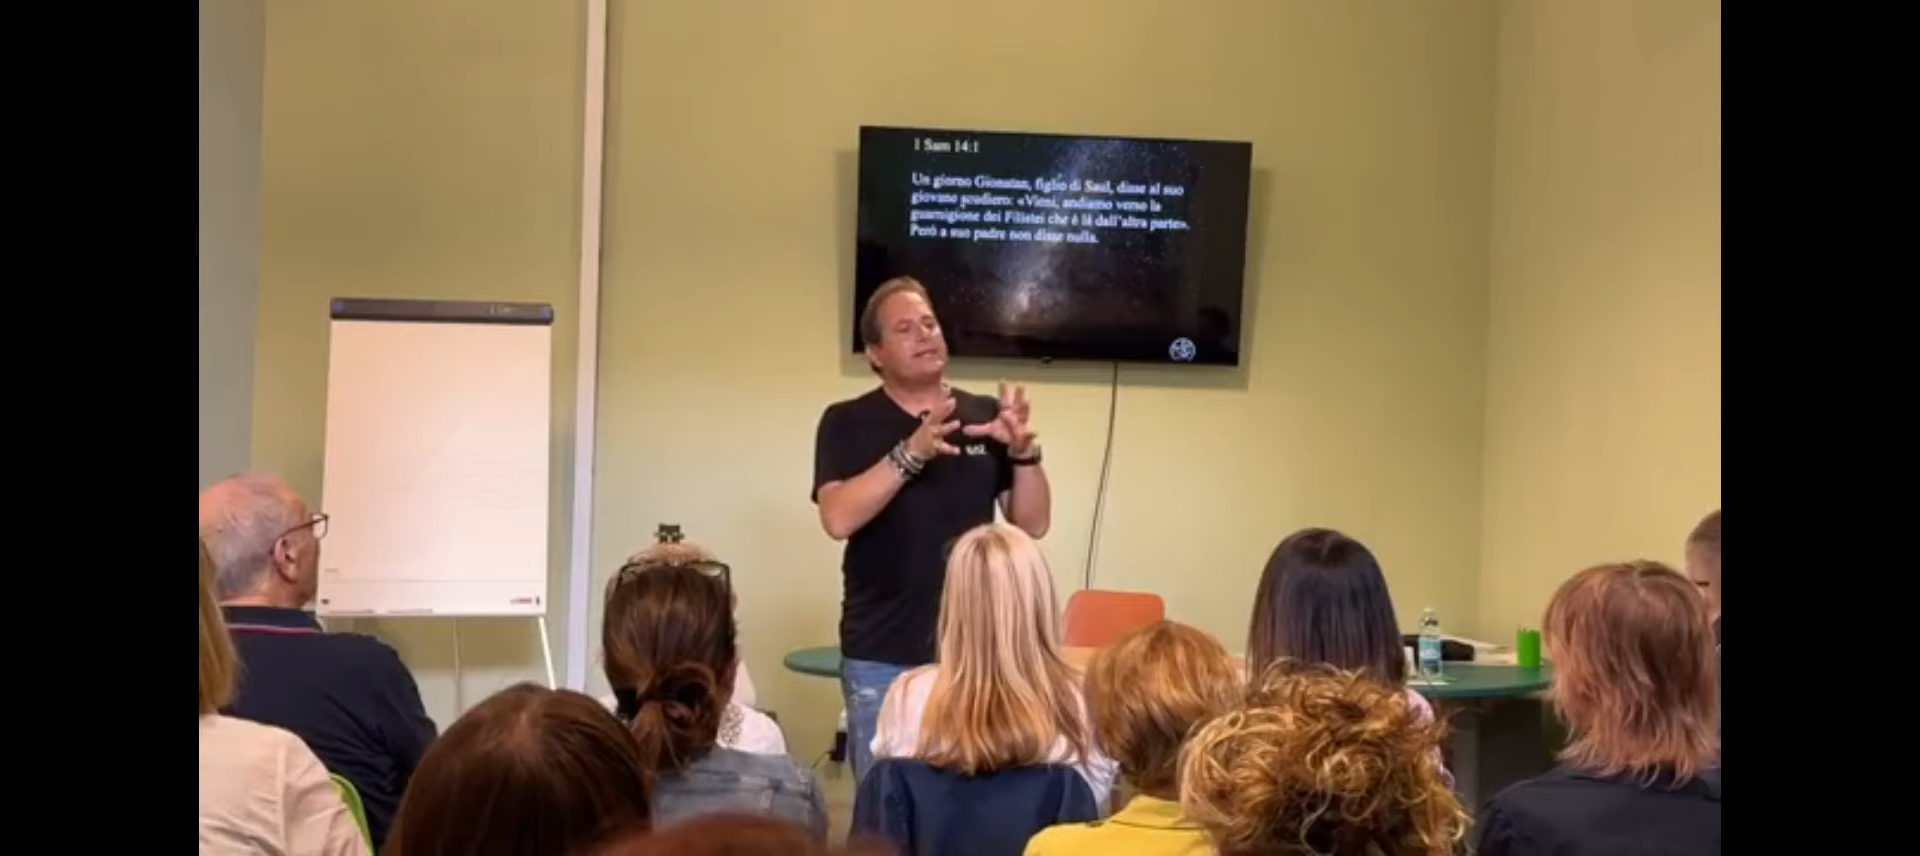 1 Sam 14:1
Un giorno Gionatan, figlio di Saul, disse al suo
giovane scudiero: «Vieni, andiamo verso la
guarnigione dei Filistei che è là dall'altra parte».
Però a suo padre non disse nulla.